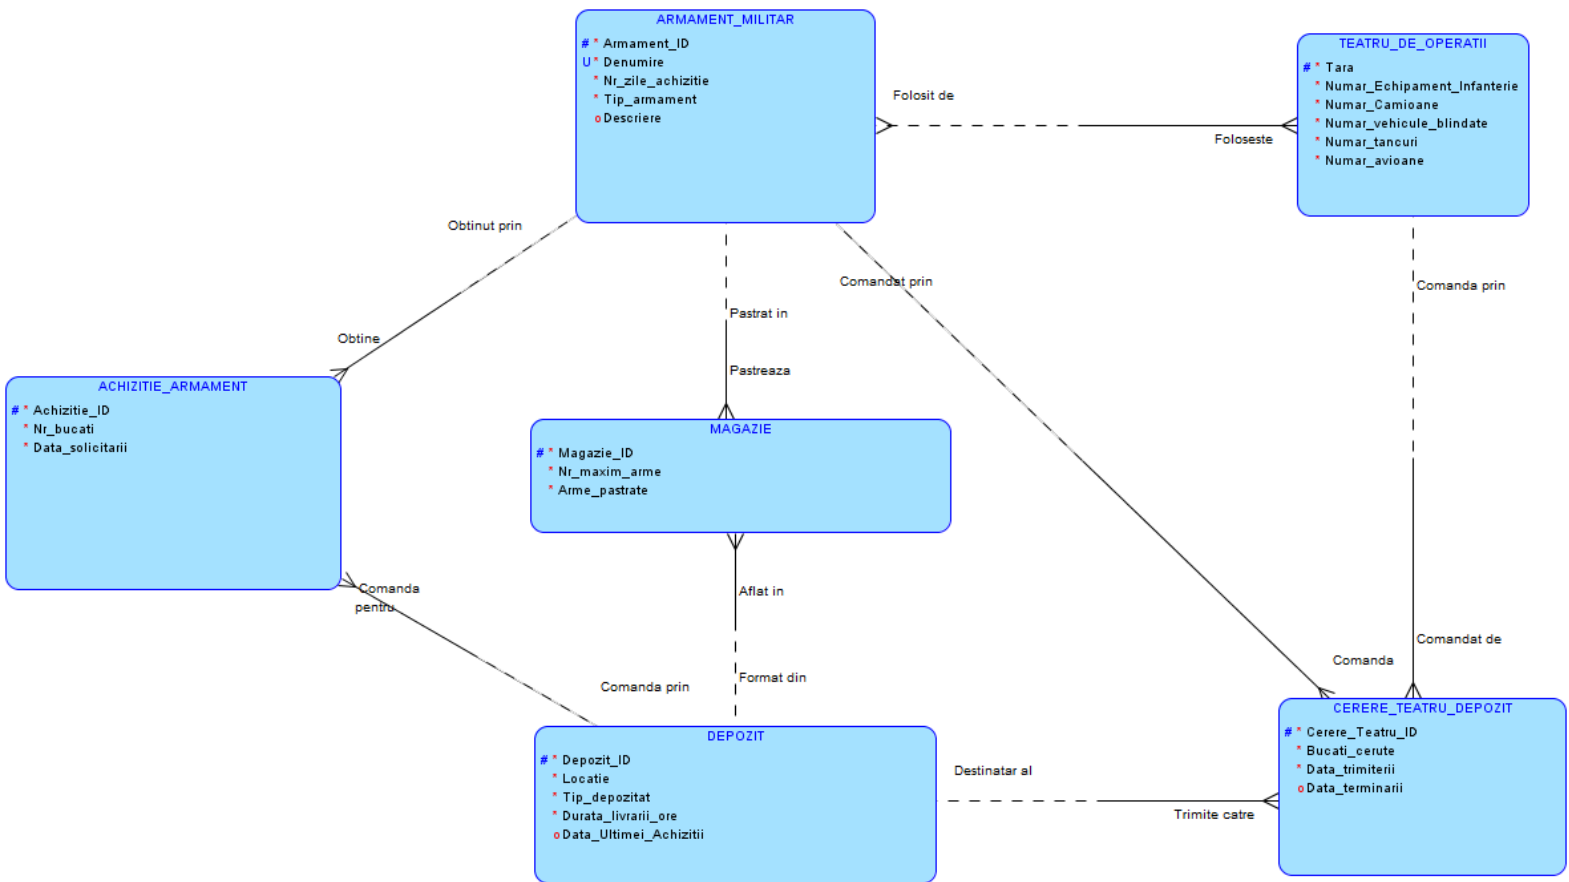 ARMAMENT_MILITAR
# * Armament_ID
U * Denumire
* Nr_zile_achizitie
* Tip_armament
o Descriere
TEATRU_DE_OPERATII
# * Tara
* Numar_Echipament_Infanterie
* Numar_Camioane
* Numar_vehicule_blindate
* Numar_tancuri
* Numar_avioane
Folosit de
Foloseste
Obtinut prin
Obtine
Pastrat in
Pastreaza
Comandat prin
Comanda prin
ACHIZITIE_ARMAMENT
# * Achizitie_ID
* Nr_bucati
* Data_solicitarii
MAGAZIE
# * Magazie_ID
* Nr_maxim_arme
* Arme_pastrate
Comanda
pentru
Aflat in
Format din
Comanda prin
Comandat de
Comanda
DEPOZIT
# * Depozit_ID
* Locatie
* Tip_depozitat
* Durata_livrarii_ore
o Data_Ultimei_Achizitii
Destinatar al
Trimite catre
CERERE_TEATRU_DEPOZIT
# * Cerere_Teatru_ID
* Bucati_cerute
* Data_trimiterii
o Data_terminarii